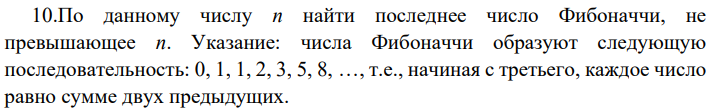 10.По данному числу n найти последнее число Фибоначчи, не
превышающее n. Указание: числа Фибоначчи образуют следующую
последовательность: 0, 1, 1, 2, 3, 5, 8, …, т.е., начиная с третьего, каждое число
равно сумме двух предыдущих.